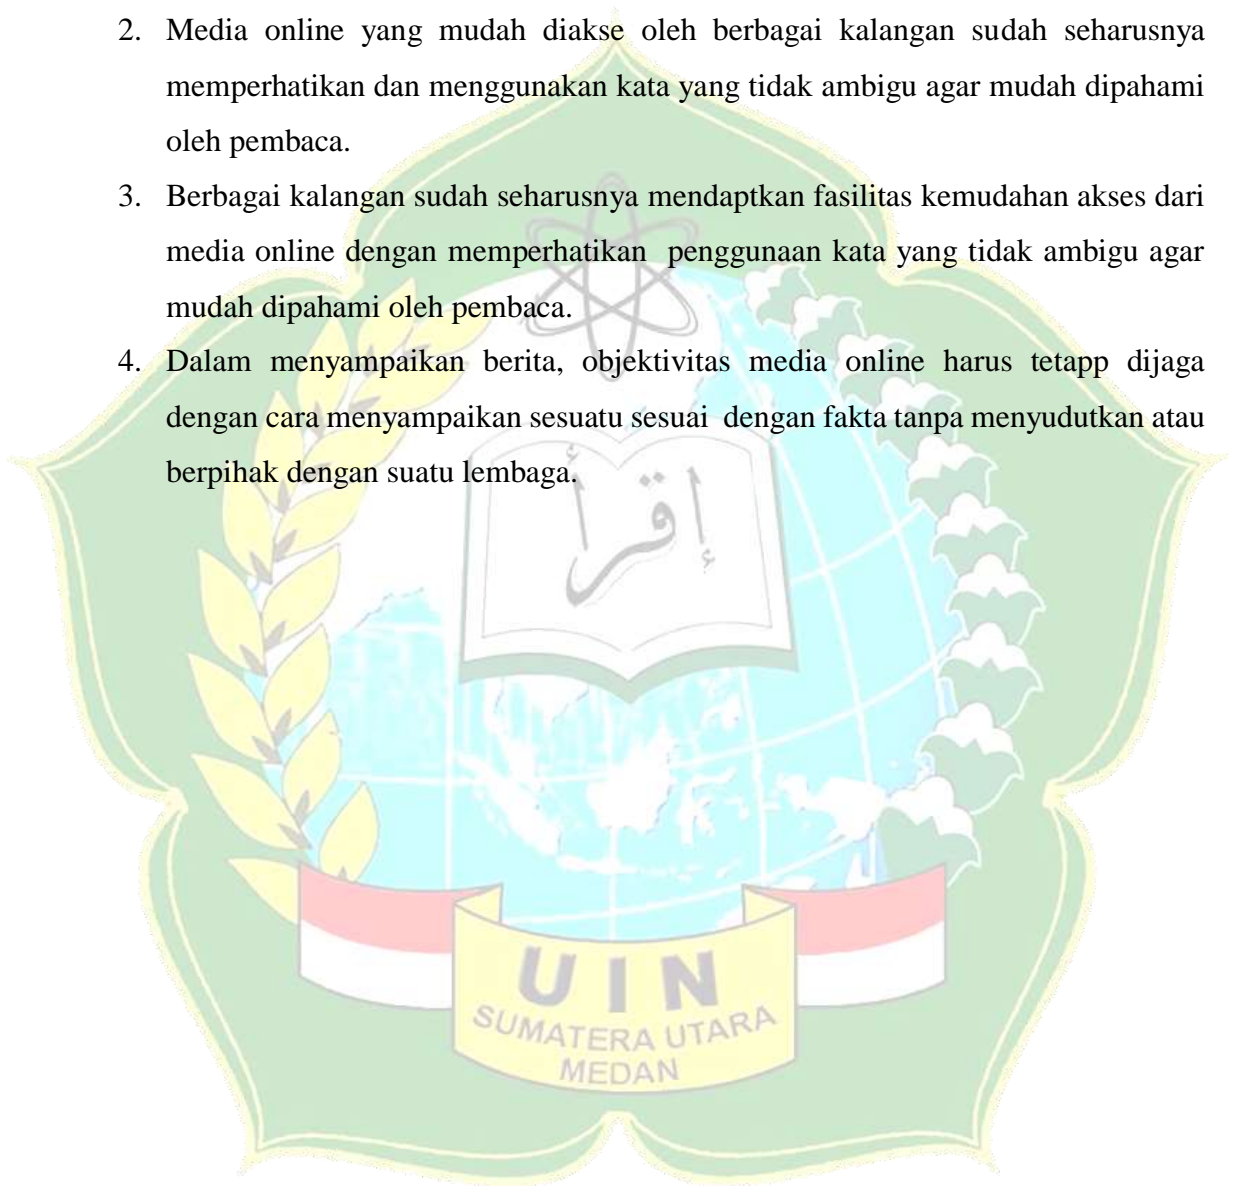 2. Media online yang mudah diakse oleh berbagai kalangan sudah seharusnya
memperhatikan dan menggunakan kata yang tidak ambigu agar mudah dipahami
oleh pembaca.
3. Berbagai kalangan sudah seharusnya mendaptkan fasilitas kemudahan akses dari
media online dengan memperhatikan penggunaan kata yang tidak ambigu agar
mudah dipahami oleh pembaca.
4. Dalam menyampaikan berita, objektivitas media online harus tetapp dijaga
dengan cara menyampaikan sesuatu sesuai dengan fakta tanpa menyudutkan atau
berpihak dengan suatu lembaga.
إقرأ
UIN
SUMATERA UTARA
MEDAN